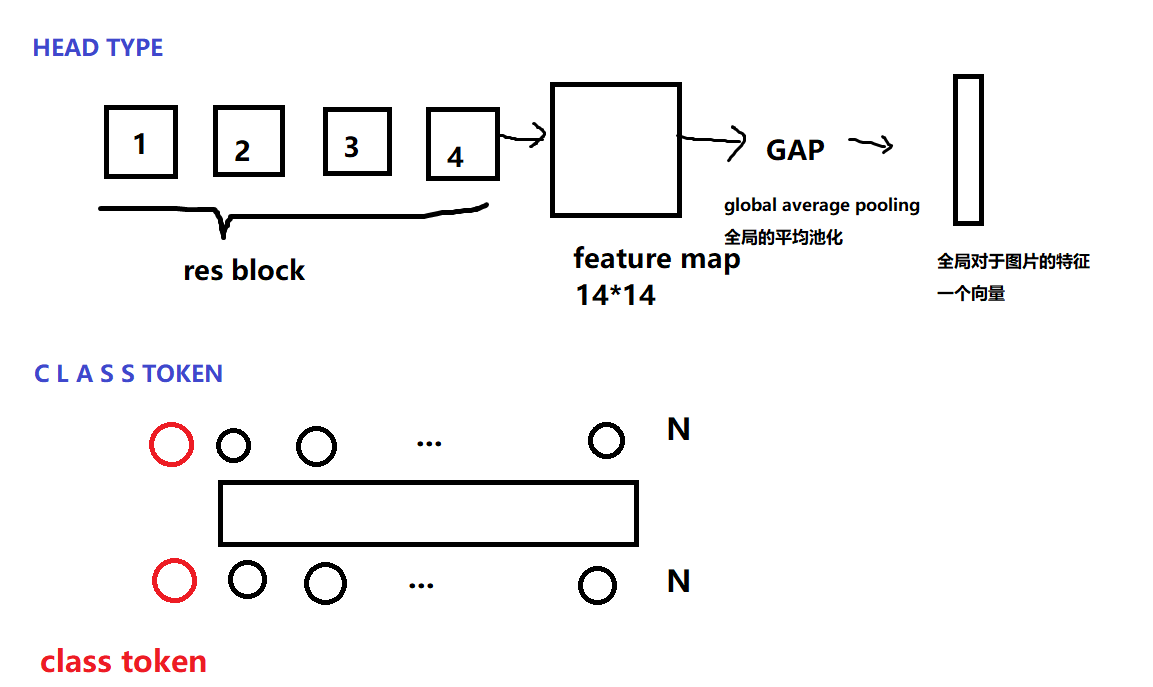 HEAD TYPE
1
2
3
4
GAP
global average pooling
全局的平均池化
res block
feature map
14*14
全局对于图片的特征
一个向量
C L A S S TOKEN
... N
... N
class token